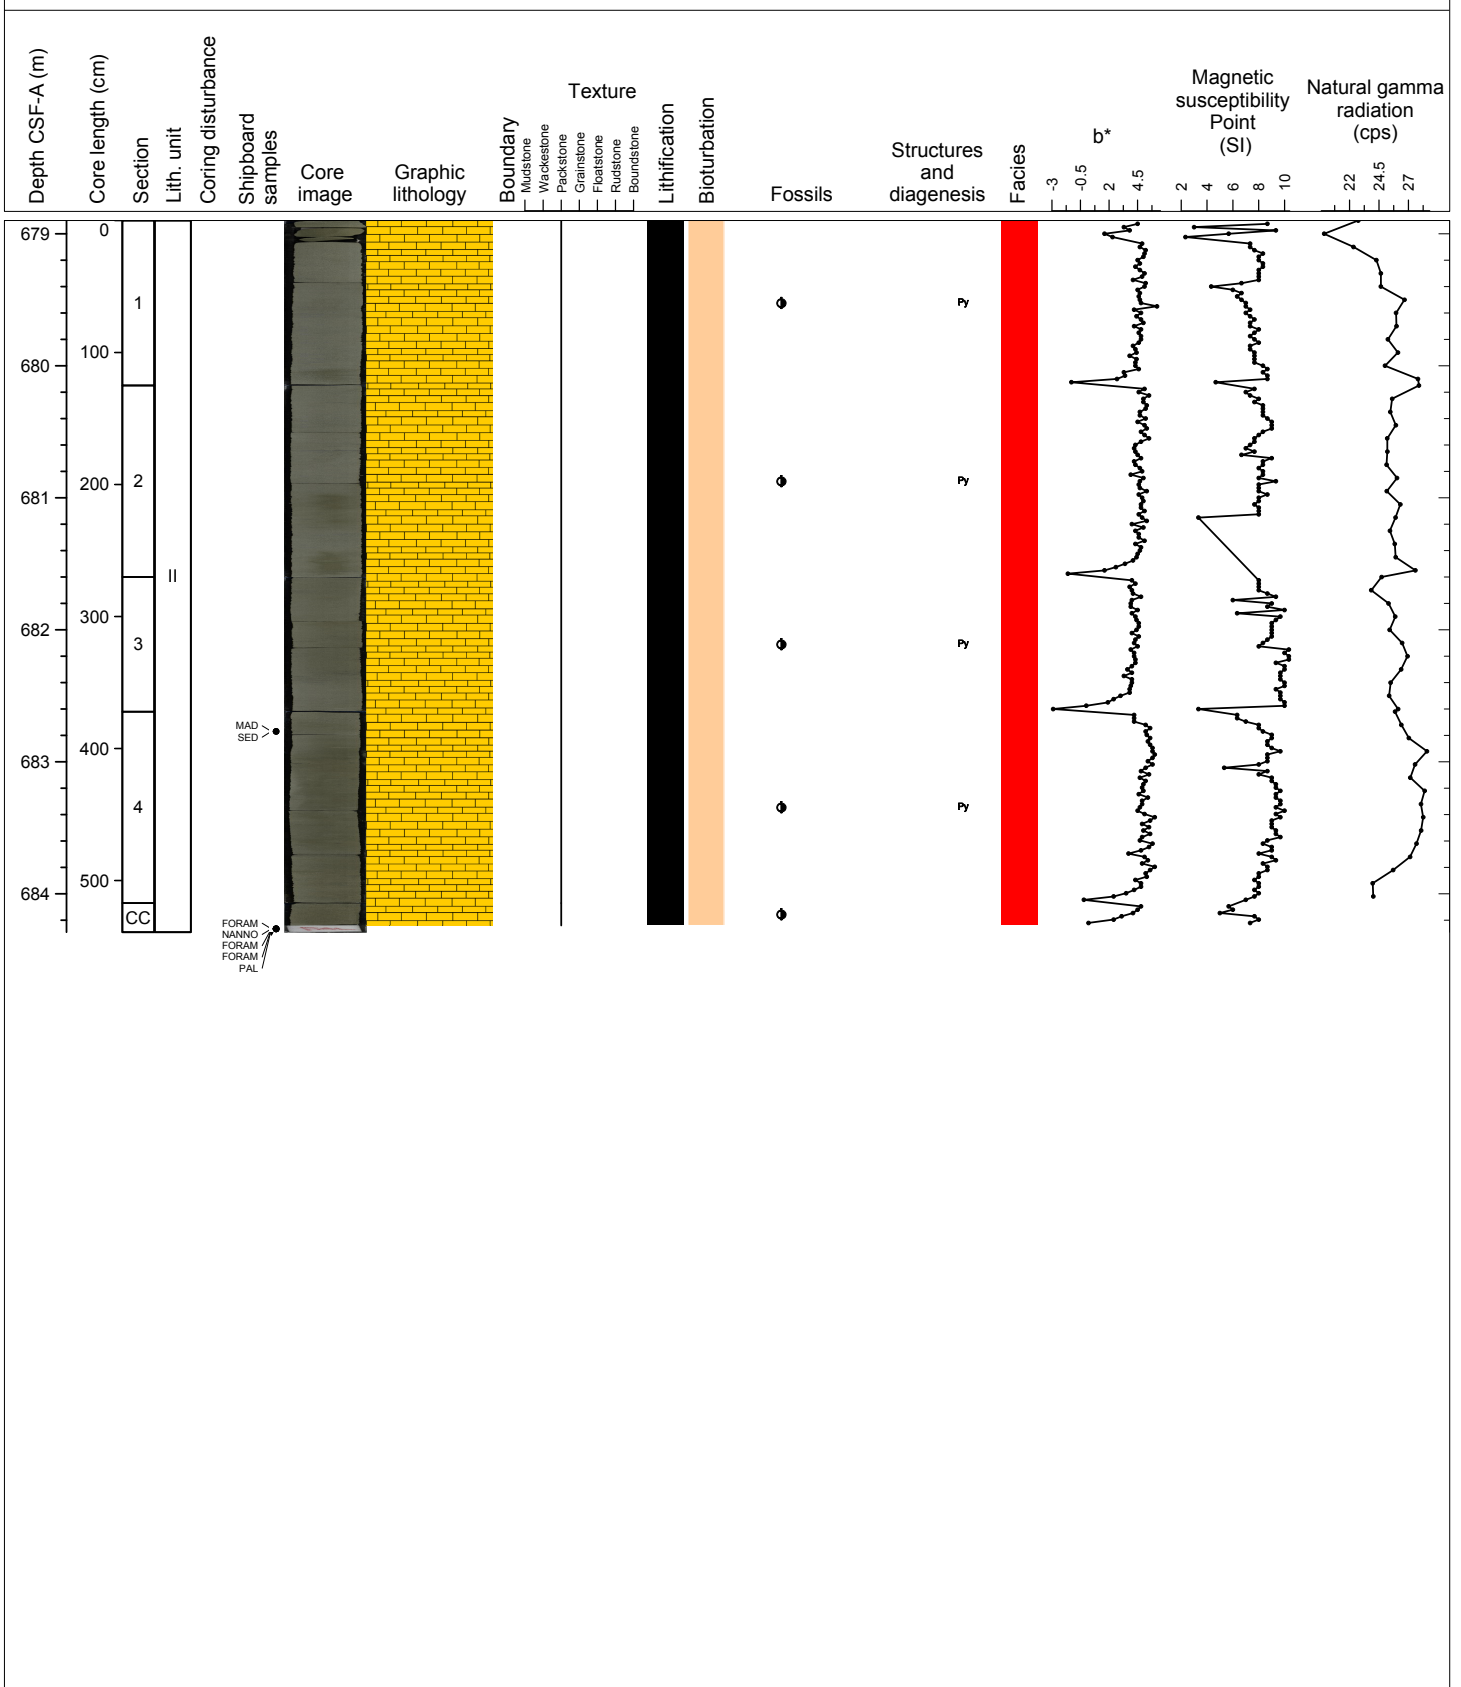 Depth CSF-A (m)
Core length (cm)
Section
Lith. unit
Coring disturbance
Shipboard
samples
Core
image
Graphic
lithology
Boundary
Texture
Mudstone
Wackestone
Packstone
Grainstone
Floatstone
Rudstone
Boundstone
Lithification
Bioturbation
Fossils
Structures
and
diagenesis
Facies
b*
-3
-0.5
2
4.5
Magnetic
susceptibility
Point
(SI)
2
4
6
8
10
Natural gamma
radiation
(cps)
22
24.5
27
679
680
681
682
683
684
0
100
200
300
400
500
1
2
3
4
CC
II
MAD
SED
FORAM
NANNO
FORAM
FORAM
PAL
Py
Py
Py
Py